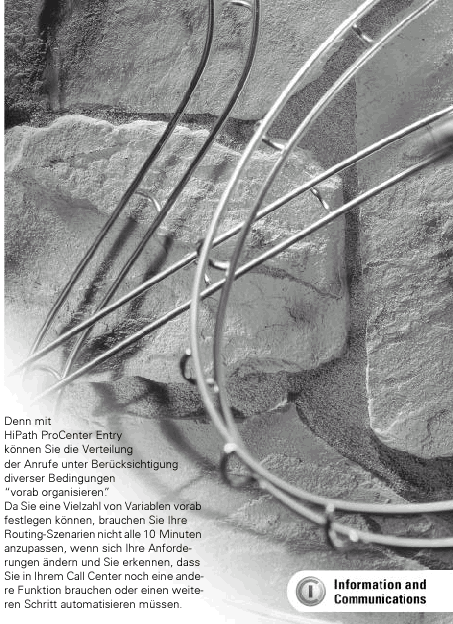 Denn mit
HiPath ProCenter Entry
können Sie die Verteilung
der Anrufe unter Berücksichtigung
diverser Bedingungen
"vorab organisieren."
Da Sie eine Vielzahl von Variablen vorab
festlegen können, brauchen Sie Ihre
Routing-Szenarien nicht alle 10 Minuten
anzupassen, wenn sich Ihre Anforde-
rungen ändern und Sie erkennen, dass
Sie in Ihrem Call Center noch eine ande-
re Funktion brauchen oder einen weite-
ren Schritt automatisieren müssen.
Information and
Communications